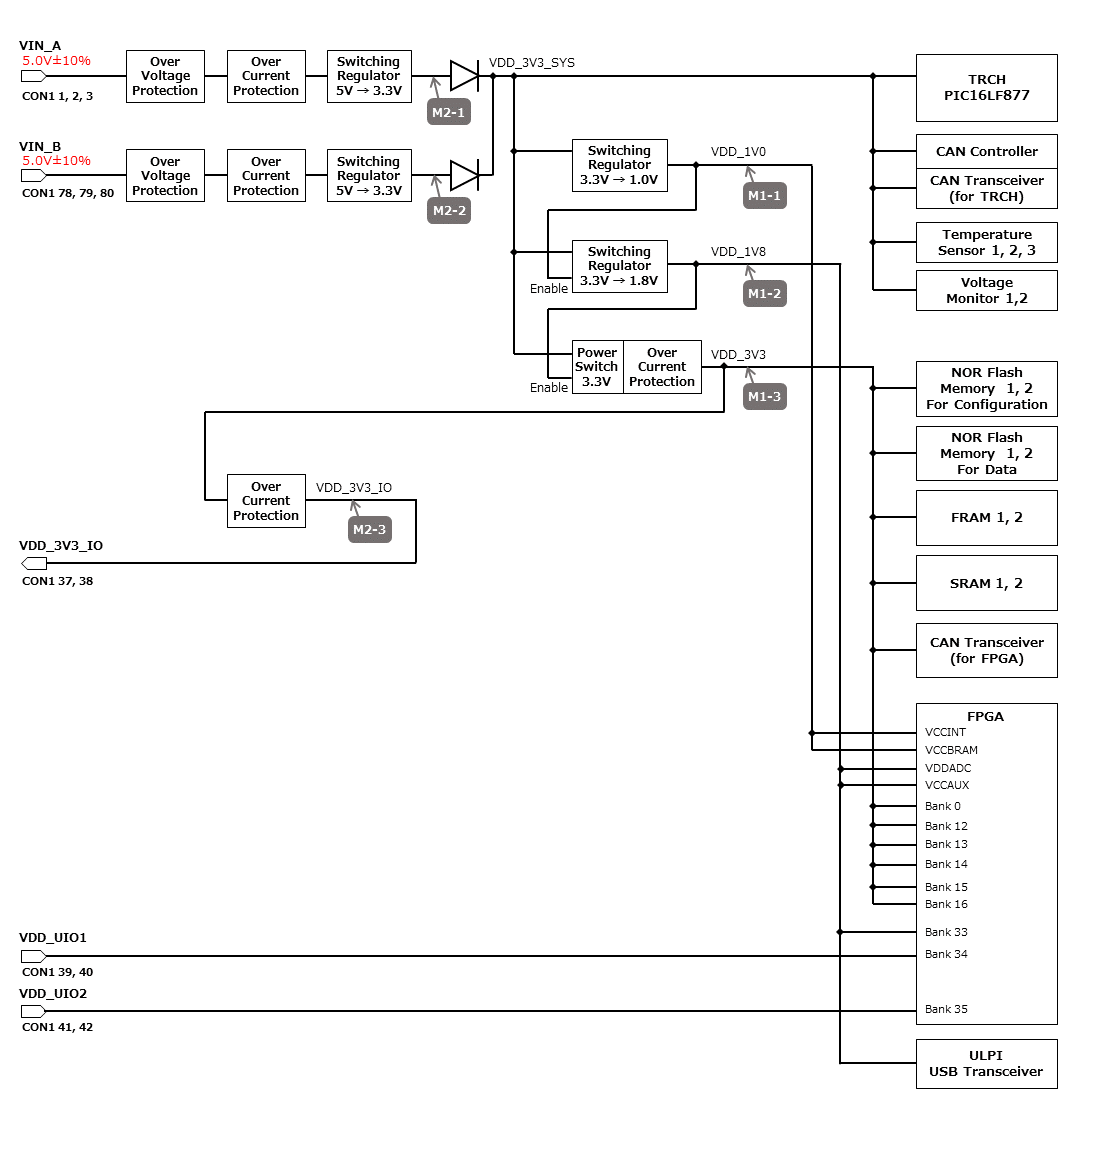 VIN_A
5.0V±10%
CON1 1, 2, 3
Over
Voltage
Protection
Over
Current
Protection
Switching
Regulator
5V → 3.3V
M2-1
VDD_3V3_SYS
TRCH
PIC16LF877
VIN_B
5.0V±10%
CON1 78, 79, 80
Over
Voltage
Protection
Over
Current
Protection
Switching
Regulator
5V → 3.3V
M2-2
Switching
Regulator
3.3V → 1.0V
VDD_1V0
M1-1
CAN Controller
CAN Transceiver
(for TRCH)
Temperature
Sensor 1, 2, 3
Voltage
Monitor 1,2
Enable
Switching
Regulator
3.3V → 1.8V
VDD_1V8
M1-2
Enable
Power
Switch
3.3V
Over
Current
Protection
VDD_3V3
M1-3
NOR Flash
Memory 1, 2
For Configuration
NOR Flash
Memory 1, 2
For Data
FRAM 1, 2
SRAM 1, 2
CAN Transceiver
(for FPGA)
Over
Current
Protection
VDD_3V3_IO
M2-3
VDD_3V3_IO
CON1 37, 38
FPGA
VCCINT
VCCBRAM
VDDADC
VCCAUX
Bank 0
Bank 12
Bank 13
Bank 14
Bank 15
Bank 16
Bank 33
Bank 34
Bank 35
VDD_UIO1
CON1 39, 40
VDD_UIO2
CON1 41, 42
ULPI
USB Transceiver